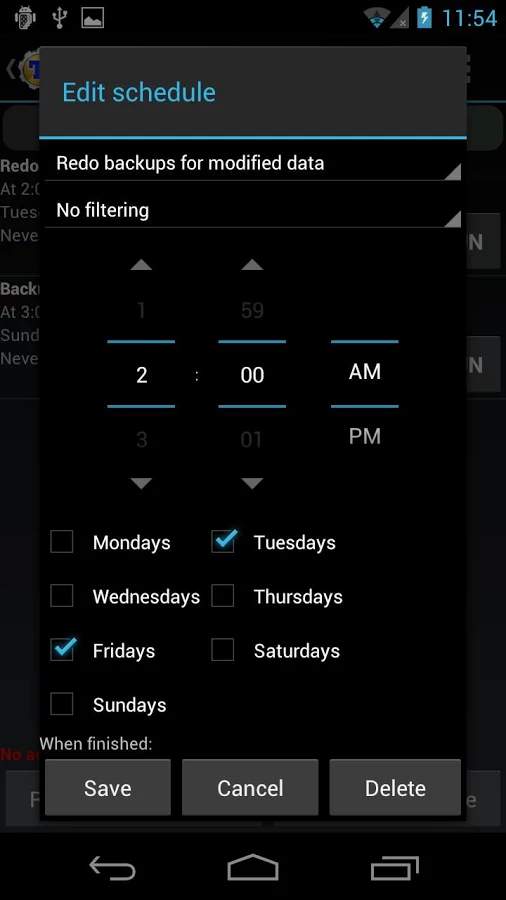 11:54
Edit schedule
Redo backups for modified data
No filtering
Redo
At 2:0
Tues
Neve
N
Backu
At 3:0
Sund
Neve
N
1 59
2 : 00 AM
3 01 PM
Mondays Tuesdays
Wednesdays Thursdays
Fridays Saturdays
Sundays
When finished:
No a
Save Cancel Delete
e